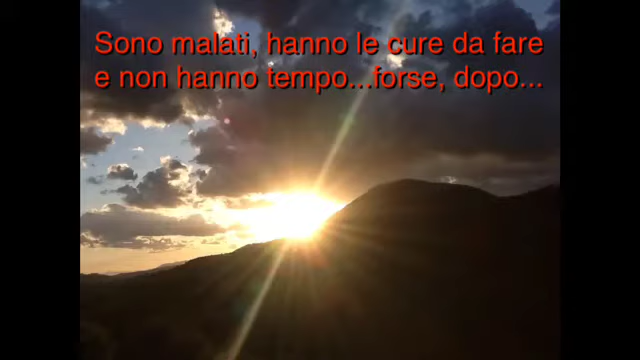 Sono malati, hanno le cure da fare
e non hanno tempo...forse, dopo...